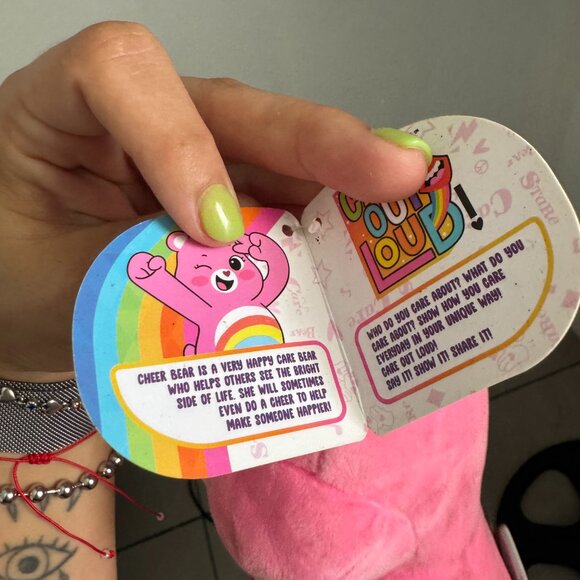 CHEER BEAR IS A VERY HAPPY CARE BEAR
WHO HELPS OTHERS SEE THE BRIGHT
SIDE OF LIFE. SHE WILL SOMETIMES
EVEN DO A CHEER TO HELP
MAKE SOMEONE HAPPIER!
OUT
LOUD!
WHO DO YOU CARE ABOUT? WHAT DO YOU
CARE ABOUT? SHOW HOW YOU CARE
EVERYDAY IN YOUR UNIQUE WAY!
CARE OUT LOUD!
SAY IT! SHOW IT! SHARE IT!